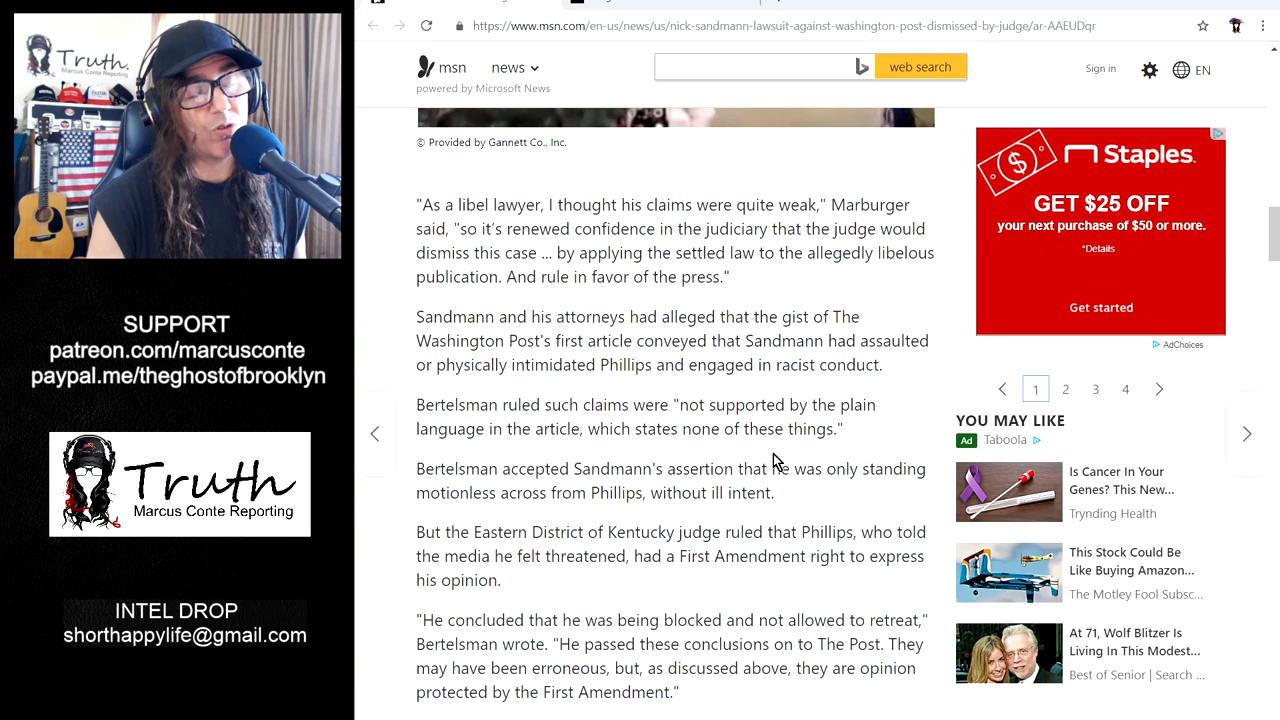 Truth.
Marcus Conte Reporting
SUPPORT
patreon.com/marcusconte
paypal.me/theghostofbrooklyn
Truth
Marcus Conte Reporting
INTEL DROP
shorthappylife@gmail.com
https://www.msn.com/en-us/news/us/nick-sandmann-lawsuit-against-washington-post-dismissed-by-judge/ar-AAEUDqr
msn news
powered by Microsoft News
web search
Sign in
EN
© Provided by Gannett Co., Inc.
"As a libel lawyer, I thought his claims were quite weak," Marburger
said, "so it's renewed confidence in the judiciary that the judge would
dismiss this case ... by applying the settled law to the allegedly libelous
publication. And rule in favor of the press."
Sandmann and his attorneys had alleged that the gist of The
Washington Post's first article conveyed that Sandmann had assaulted
or physically intimidated Phillips and engaged in racist conduct.
Bertelsman ruled such claims were "not supported by the plain
language in the article, which states none of these things."
Bertelsman accepted Sandmann's assertion that he was only standing
motionless across from Phillips, without ill intent.
But the Eastern District of Kentucky judge ruled that Phillips, who told
the media he felt threatened, had a First Amendment right to express
his opinion.
"He concluded that he was being blocked and not allowed to retreat,"
Bertelsman wrote. "He passed these conclusions on to The Post. They
may have been erroneous, but, as discussed above, they are opinion
protected by the First Amendment."
Staples.
GET $25 OFF
your next purchase of $50 or more.
*Details
Get started
AdChoices
1 2 3 4
YOU MAY LIKE
Ad Taboola
Is Cancer In Your
Genes? This New...
Trynding Health
This Stock Could Be
Like Buying Amazon...
The Motley Fool Subsc...
At 71, Wolf Blitzer Is
Living In This Modest...
Best of Senior | Search ...